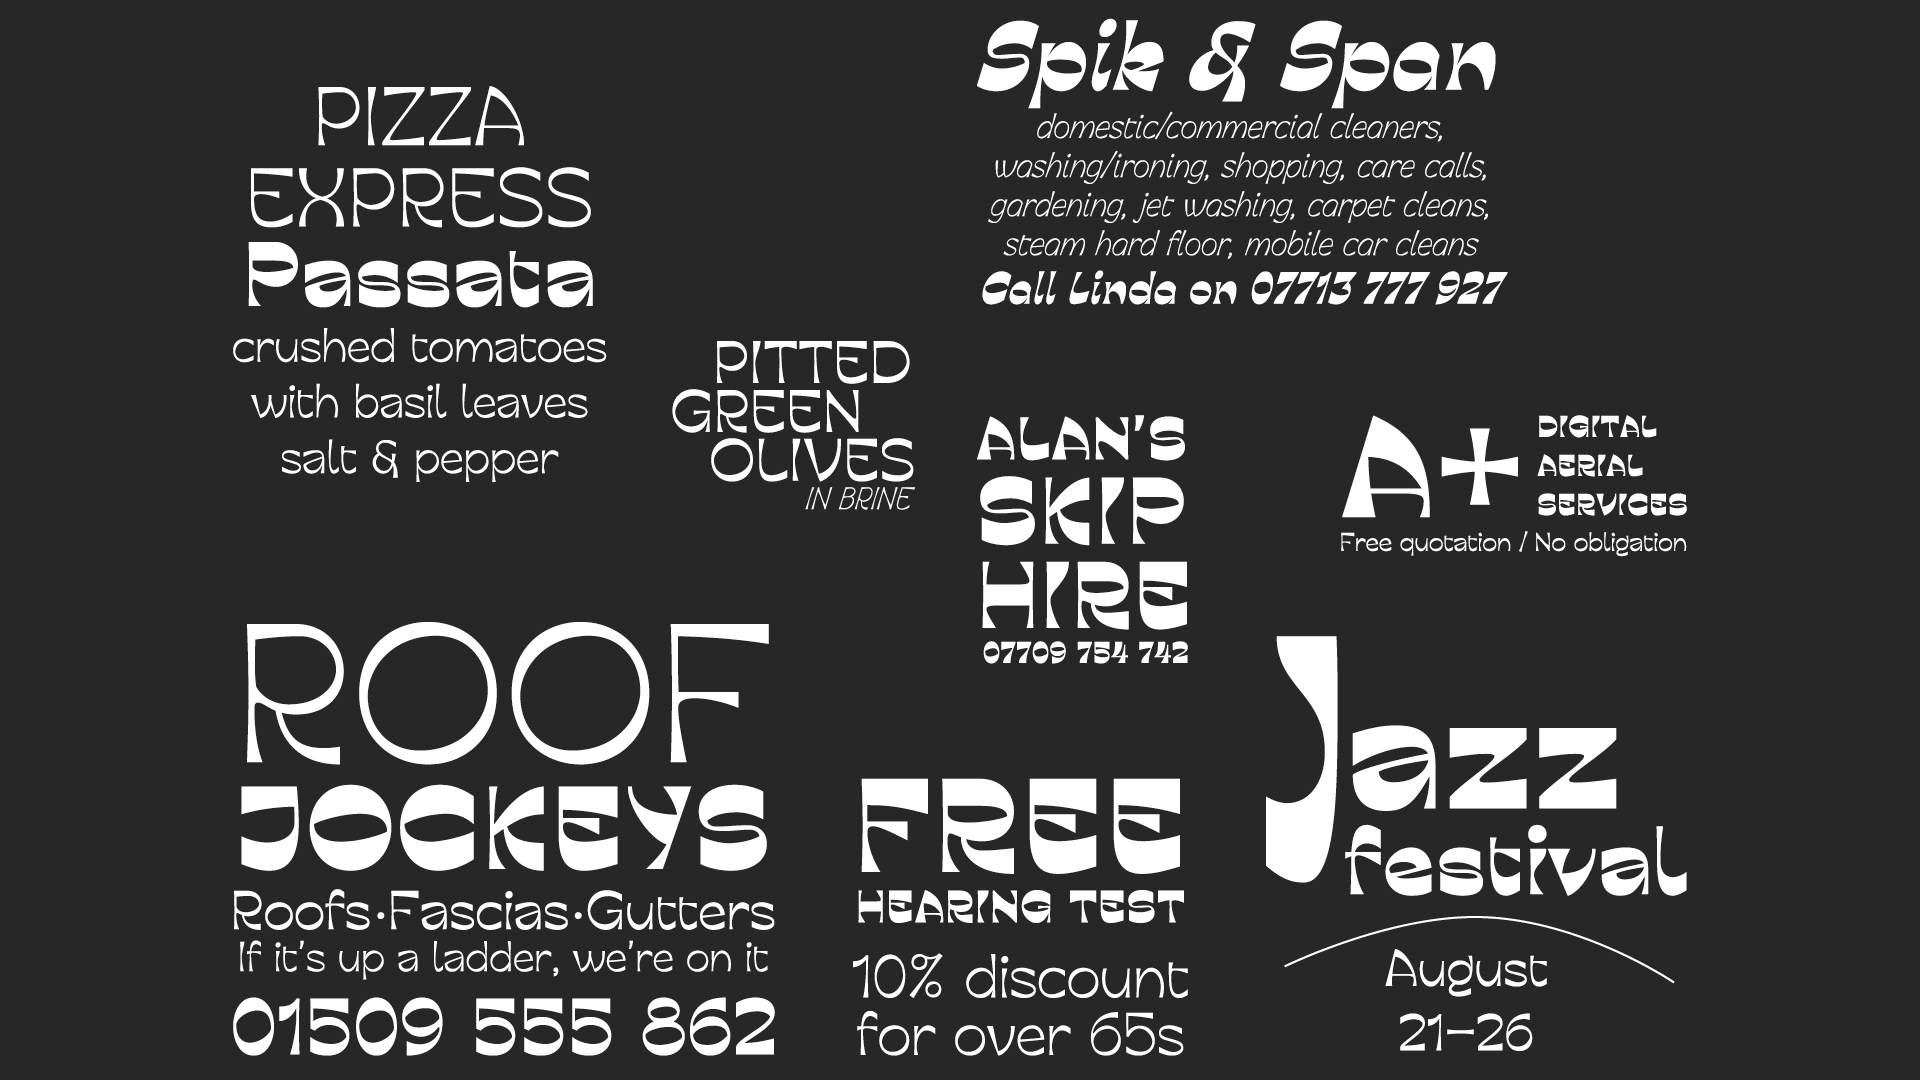 PIZZA
EXPRESS
Passata
crushed tomatoes
with basil leaves
salt & pepper
Spik & Span
domestic/commercial cleaners,
washing/ironing, shopping, care calls,
gardening, jet washing, carpet cleans,
steam hard floor, mobile car cleans
Call Linda on 07713 777 927
PITTED
GREEN
OLIVES
IN BRINE
ALAN'S
SKIP
HIRE
07709 754 742
A+
DIGITAL
AERIAL
SERVICES
Free quotation / No obligation
ROOF
JOCKEYS
Roofs·Fascias·Gutters
If it's up a ladder, we're on it
01509 555 862
FREE
HEARING TEST
10% discount
for over 65s
Jazz
festival
August
21–26